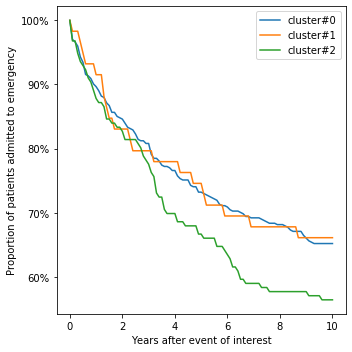 cluster#0
cluster#1
cluster#2
100%
90%
80%
70%
60%
Proportion of patients admitted to emergency
0
2
4
6
8
10
Years after event of interest